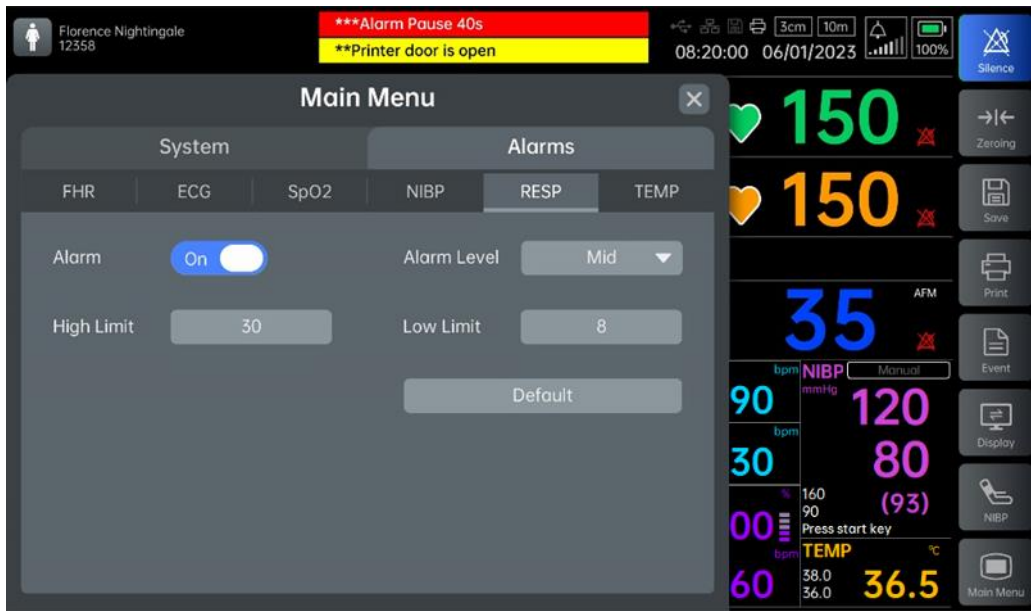 Florence Nightingale
12358
***Alarm Pause 40s
**Printer door is open
3cm 10m
08:20:00 06/01/2023
100%
Silence
Main Menu
System Alarms
FHR ECG SpO2 NIBP RESP TEMP
Alarm On Alarm Level Mid
High Limit 30 Low Limit 8
Default
150
150
35 AFM
bpm
90
bpm
30
%
00
bpm
60
NIBP Manual
mmHg
120
80
160
90
(93)
Press start key
TEMP °C
38.0
36.0
36.5
Zeroing
Save
Print
Event
Display
NIBP
Main Menu